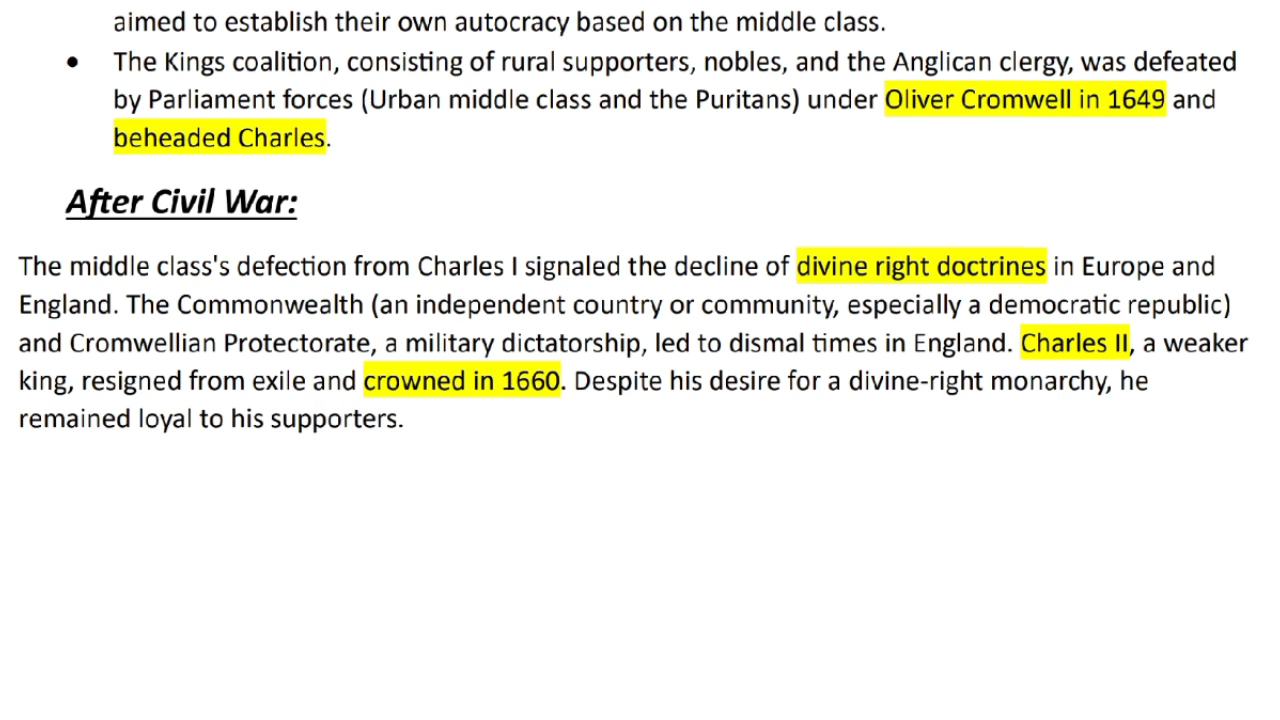 aimed to establish their own autocracy based on the middle class.
• The Kings coalition, consisting of rural supporters, nobles, and the Anglican clergy, was defeated
by Parliament forces (Urban middle class and the Puritans) under Oliver Cromwell in 1649 and
beheaded Charles.
After Civil War:
The middle class's defection from Charles I signaled the decline of divine right doctrines in Europe and
England. The Commonwealth (an independent country or community, especially a democratic republic)
and Cromwellian Protectorate, a military dictatorship, led to dismal times in England. Charles II, a weaker
king, resigned from exile and crowned in 1660. Despite his desire for a divine-right monarchy, he
remained loyal to his supporters.